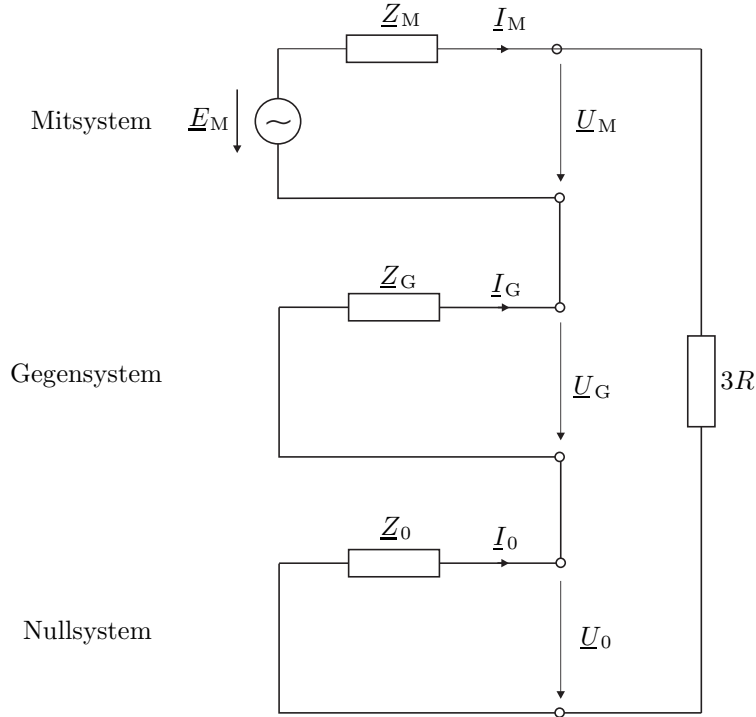 Z_M I_M
Mitsystem E_M ∼ U_M
Z_G I_G
Gegensystem U_G 3R
Z_0 I_0
Nullsystem U_0